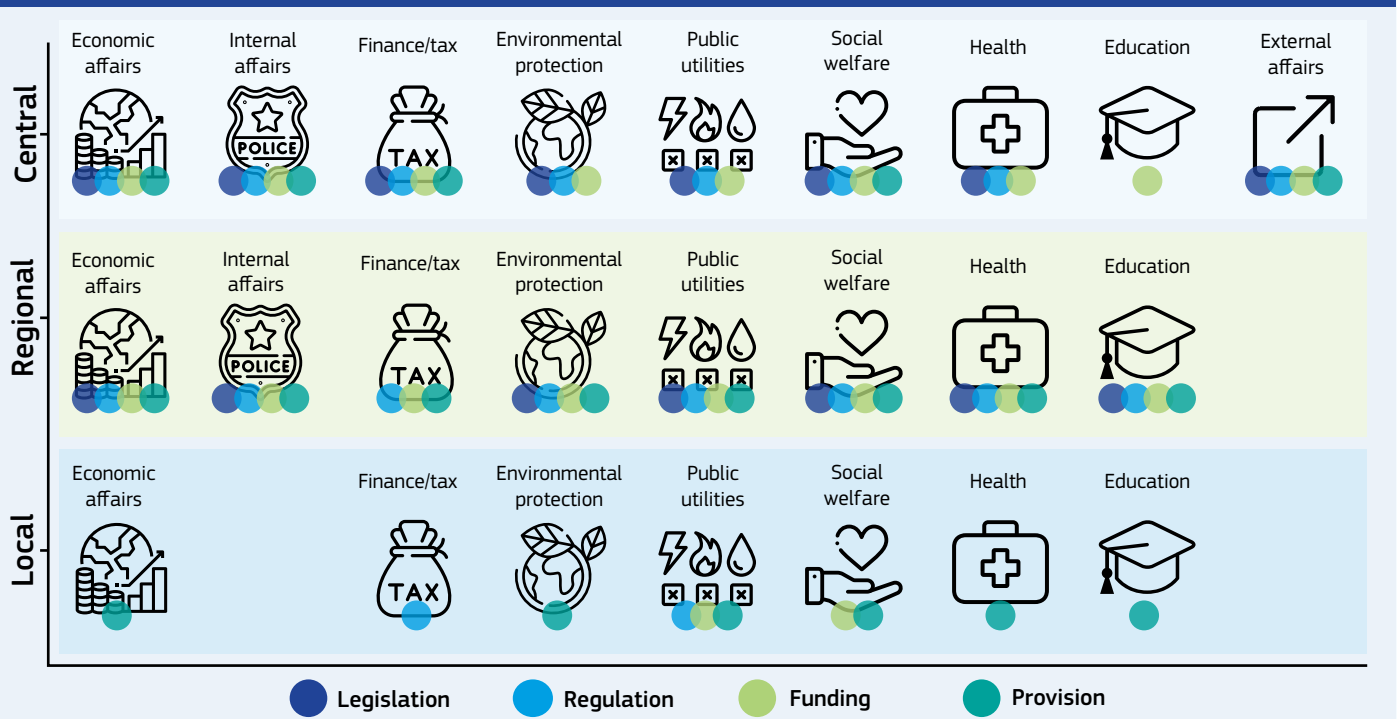 Central
Economic
affairs
Internal
affairs
Finance/tax
Environmental
protection
Public
utilities
Social
welfare
Health
Education
External
affairs
POLICE
TAX
Regional
Economic
affairs
Internal
affairs
Finance/tax
Environmental
protection
Public
utilities
Social
welfare
Health
Education
POLICE
TAX
Local
Economic
affairs
Finance/tax
Environmental
protection
Public
utilities
Social
welfare
Health
Education
TAX
Legislation
Regulation
Funding
Provision